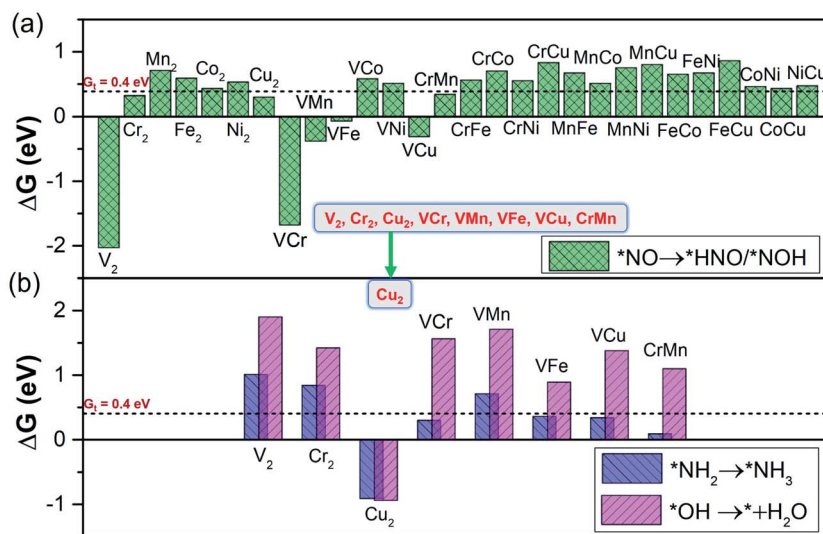 (a)
ΔG (eV)
1
0
-1
-2
Gₜ = 0.4 eV
V₂
Cr₂
Mn₂
Fe₂
Co₂
Ni₂
Cu₂
VCr
VMn
VFe
VCo
VNi
VCu
CrMn
CrFe
CrCo
CrNi
CrCu
MnFe
MnCo
MnNi
MnCu
FeCo
FeNi
FeCu
CoNi
CoCu
NiCu
V₂, Cr₂, Cu₂, VCr, VMn, VFe, VCu, CrMn
*NO→*HNO/*NOH
Cu₂
(b)
ΔG (eV)
2
1
0
-1
Gₜ = 0.4 eV
V₂
Cr₂
Cu₂
VCr
VMn
VFe
VCu
CrMn
*NH₂→*NH₃
*OH →*+H₂O